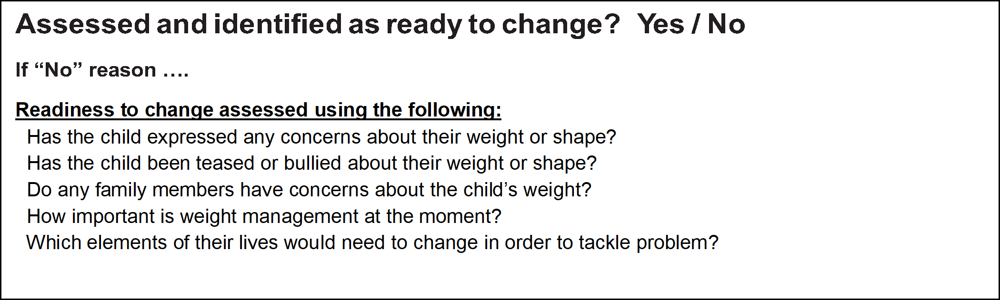 Assessed and identified as ready to change? Yes / No
If “No” reason ….
Readiness to change assessed using the following:
Has the child expressed any concerns about their weight or shape?
Has the child been teased or bullied about their weight or shape?
Do any family members have concerns about the child’s weight?
How important is weight management at the moment?
Which elements of their lives would need to change in order to tackle problem?